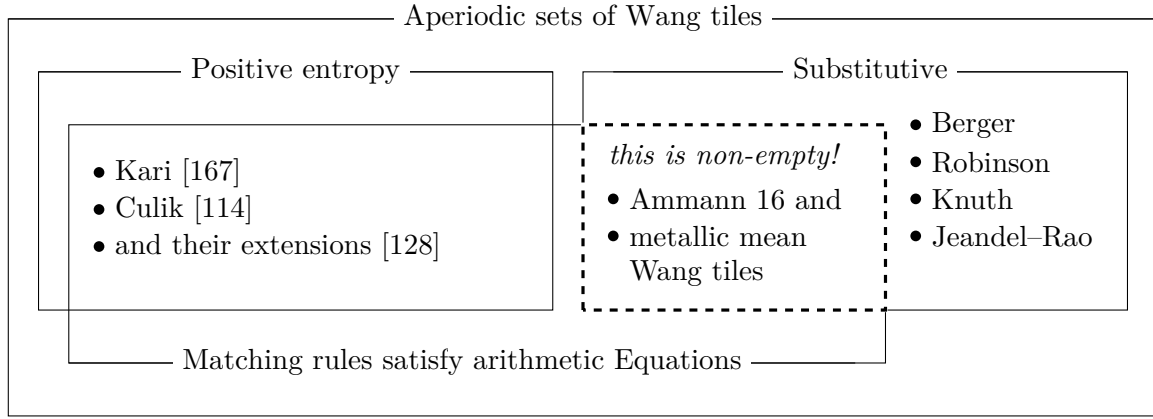 Aperiodic sets of Wang tiles
Positive entropy
• Kari [167]
• Culik [114]
• and their extensions [128]
Substitutive
this is non-empty!
• Ammann 16 and
• metallic mean
Wang tiles
• Berger
• Robinson
• Knuth
• Jeandel–Rao
Matching rules satisfy arithmetic Equations